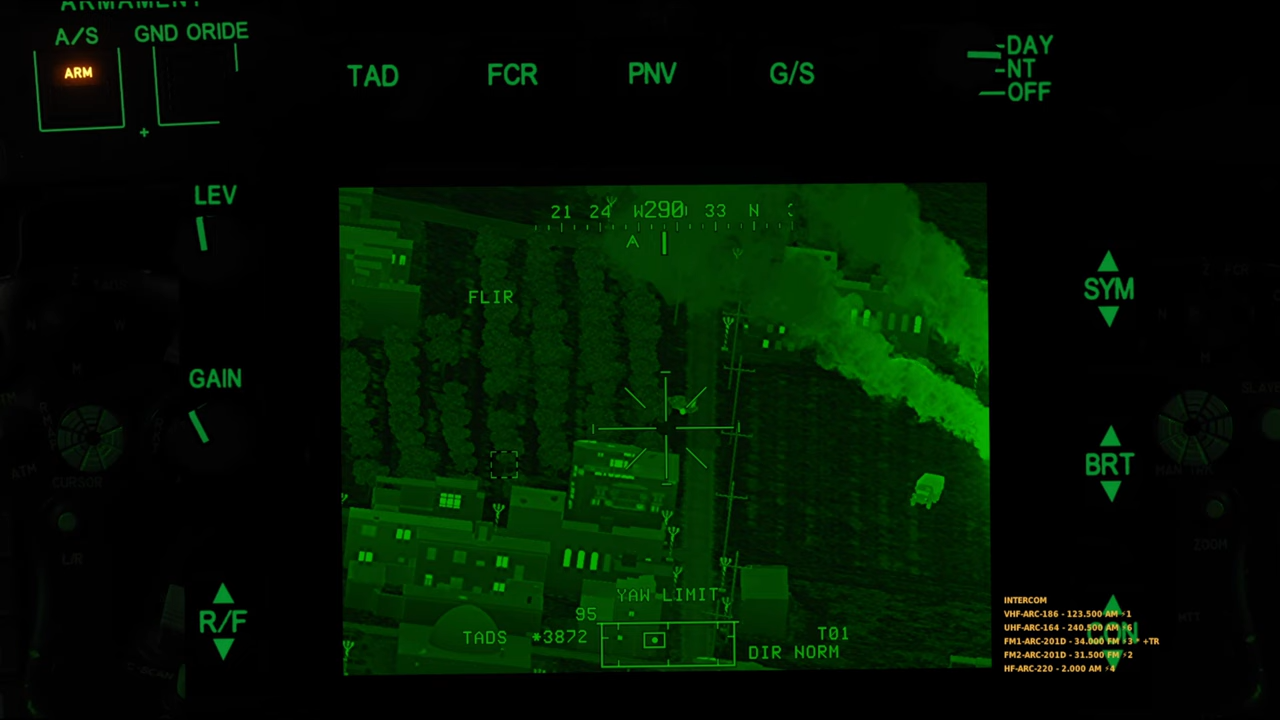 ARMAMENT
A/S
GND ORIDE
ARM
TAD
FCR
PNV
G/S
-DAY
-NT
-OFF
LEV
21 24 W290 33 N
A
FLIR
SYM
GAIN
CURSOR
BRT
L/R
ZOOM
YAW LIMIT
95
TADS *3872
T01
DIR NORM
R/F
MTT
INTERCOM
VHF-ARC-186 - 123.500 AM *1
UHF-ARC-164 - 240.500 *6
FM1-ARC-201D - 34.000 FM *3* +TR
FM2-ARC-201D - 31.500 FM *2
HF-ARC-220 - 2.000 AM *4